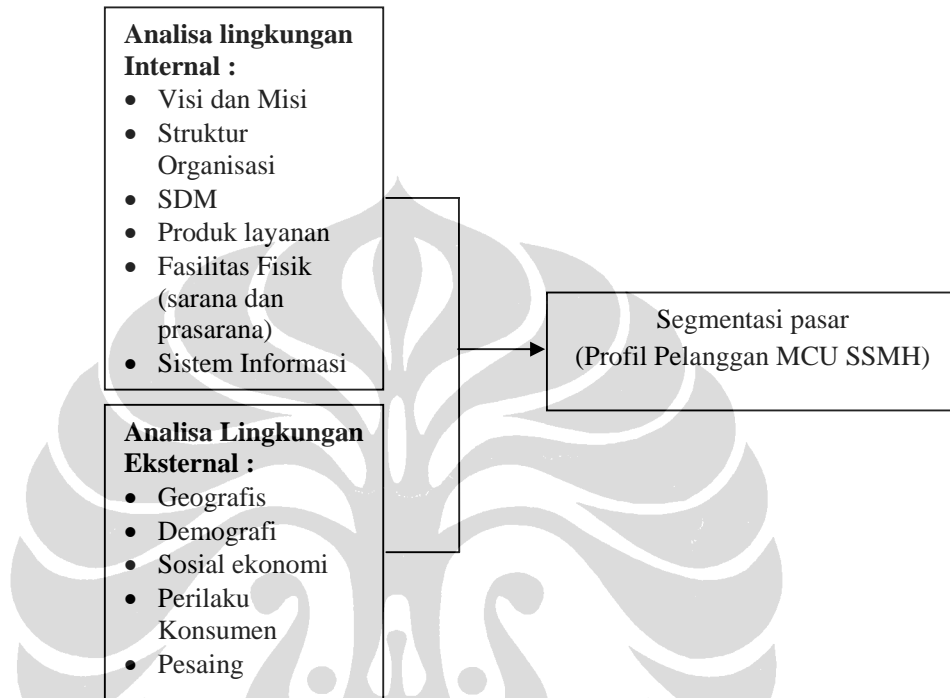 Analisa lingkungan
Internal :
• Visi dan Misi
• Struktur
Organisasi
• SDM
• Produk layanan
• Fasilitas Fisik
(sarana dan
prasarana)
• Sistem Informasi
Analisa Lingkungan
Eksternal :
• Geografis
• Demografi
• Sosial ekonomi
• Perilaku
Konsumen
• Pesaing
Segmentasi pasar
(Profil Pelanggan MCU SSMH)